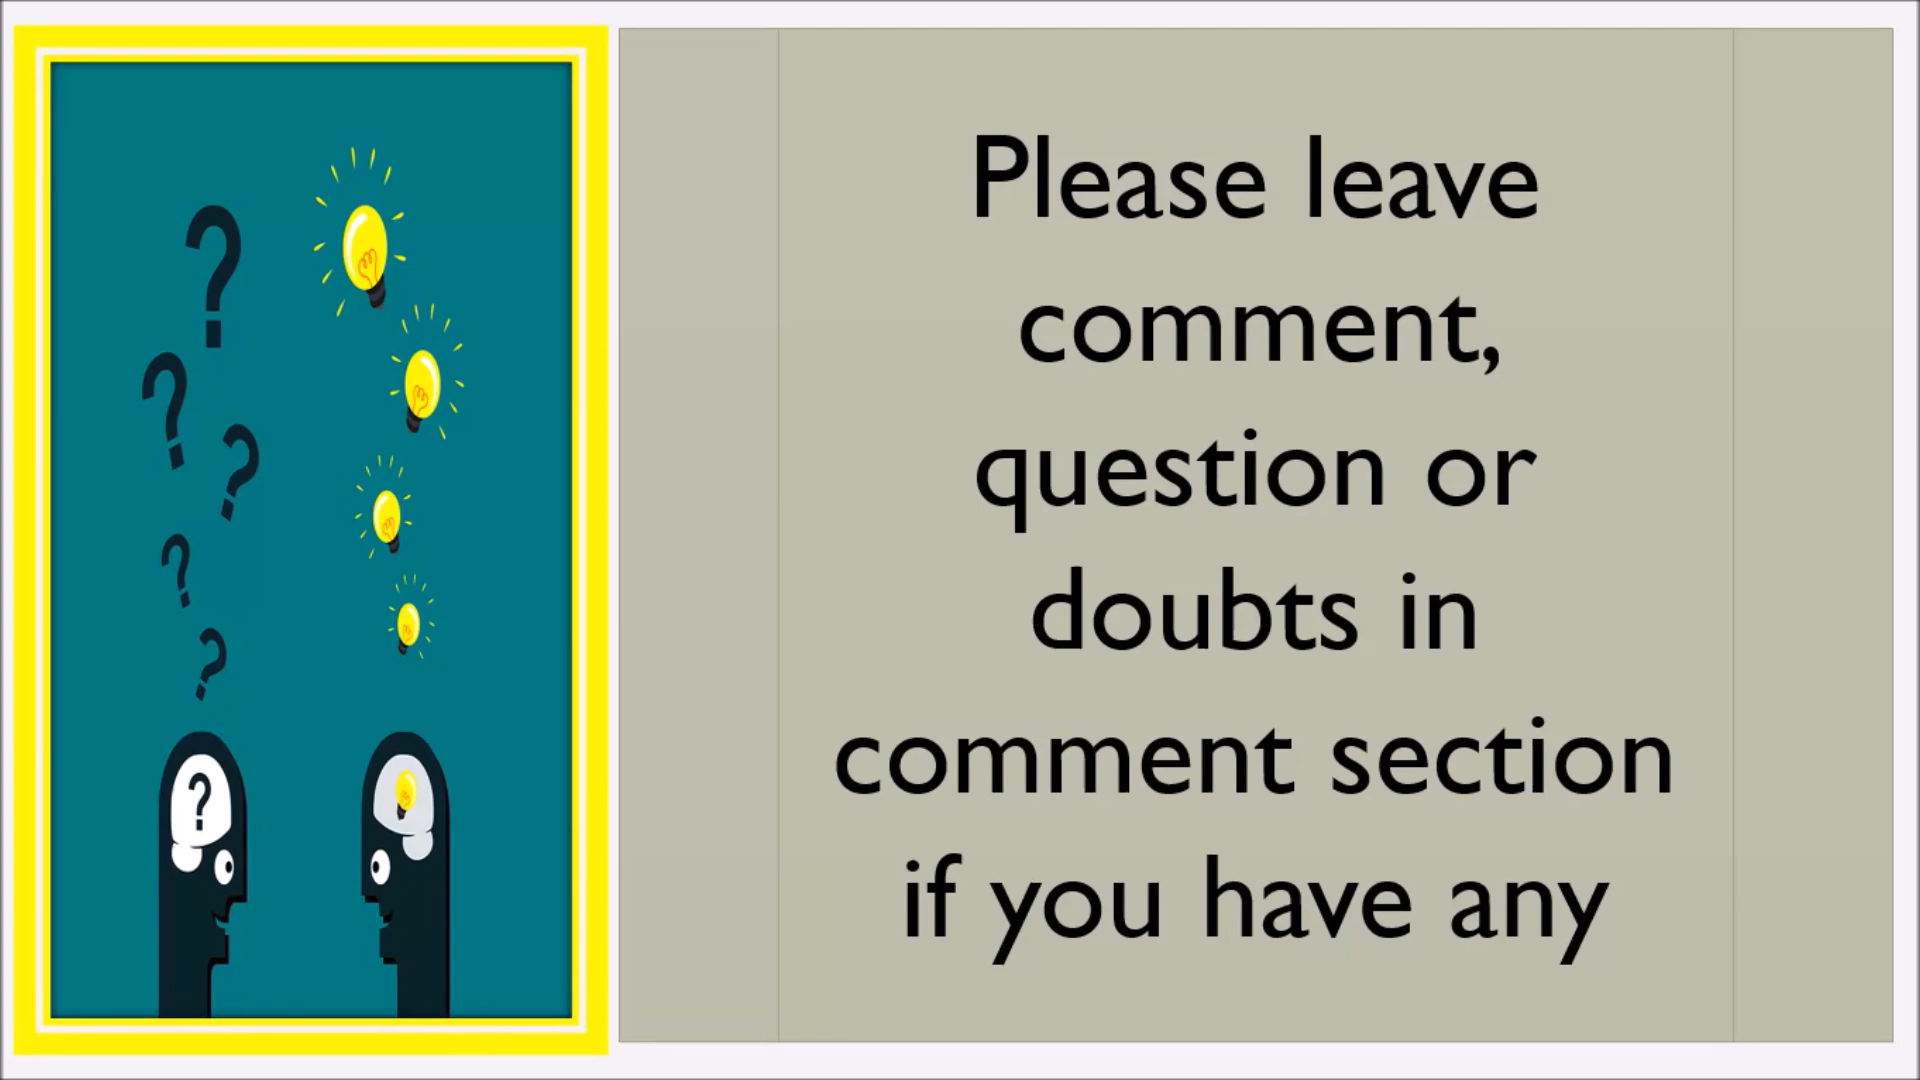 Please leave
comment,
question or
doubts in
comment section
if you have any